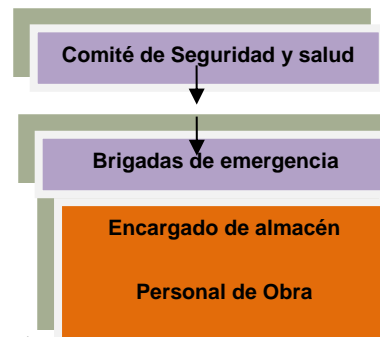 Comité de Seguridad y salud
Brigadas de emergencia
Encargado de almacén
Personal de Obra